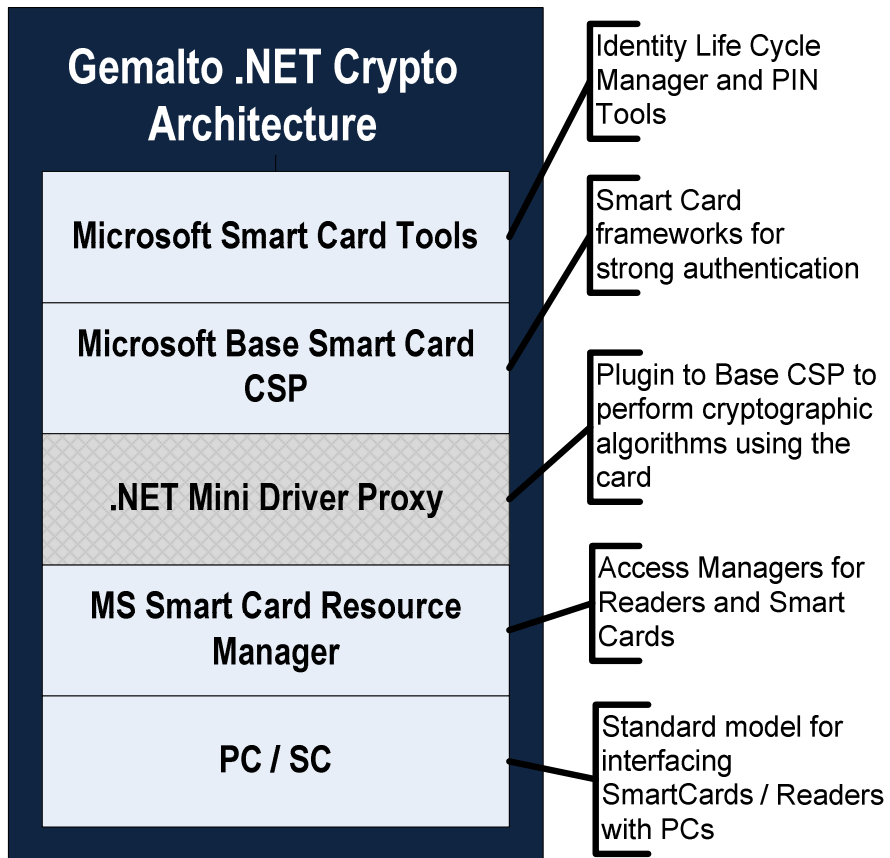 Gemalto .NET Crypto
Architecture
Microsoft Smart Card Tools
Microsoft Base Smart Card
CSP
.NET Mini Driver Proxy
MS Smart Card Resource
Manager
PC / SC
Identity Life Cycle
Manager and PIN
Tools
Smart Card
frameworks for
strong authentication
Plugin to Base CSP to
perform cryptographic
algorithms using the
card
Access Managers for
Readers and Smart
Cards
Standard model for
interfacing
SmartCards / Readers
with PCs